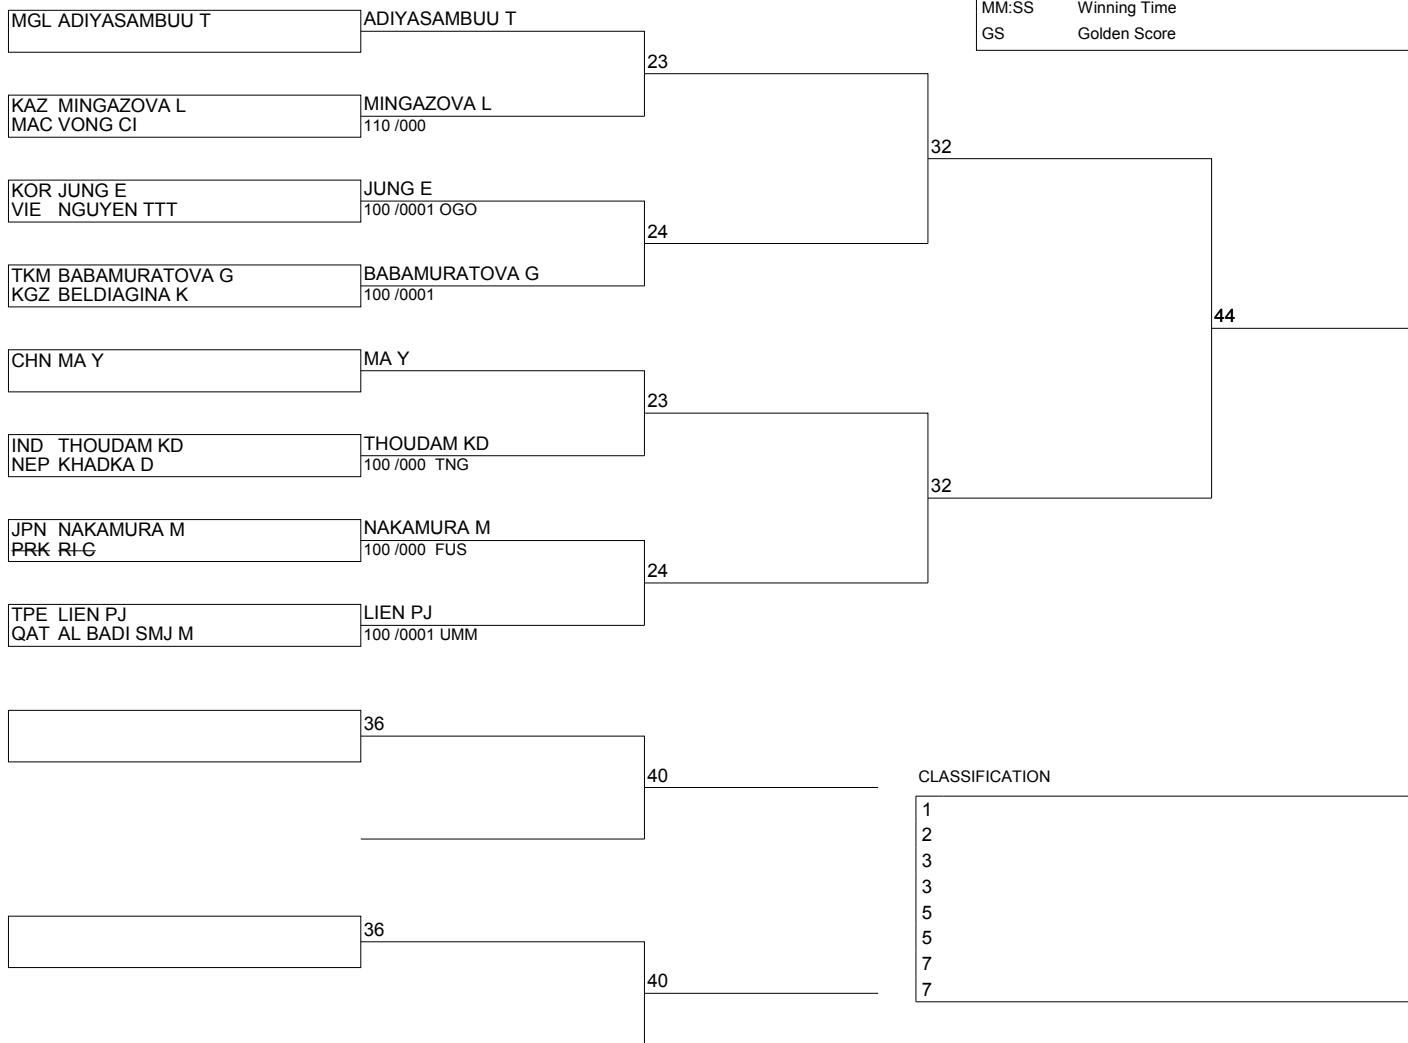 MM:SS Winning Time
GS Golden Score
MGL ADIYASAMBUU T
ADIYASAMBUU T
23
KAZ MINGAZOVA L
MAC VONG CI
MINGAZOVA L
110 /000
32
KOR JUNG E
VIE NGUYEN TTT
JUNG E
100 /0001 OGO
24
TKM BABAMURATOVA G
KGZ BELDIAGINA K
BABAMURATOVA G
100 /0001
44
CHN MA Y
MA Y
23
IND THOUDAM KD
NEP KHADKA D
THOUDAM KD
100 /000 TNG
32
JPN NAKAMURA M
PRK RI C
NAKAMURA M
100 /000 FUS
24
TPE LIEN PJ
QAT AL BADI SMJ M
LIEN PJ
100 /0001 UMM
36
40
36
40
CLASSIFICATION
1
2
3
3
5
5
7
7